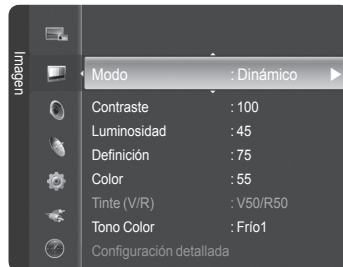 Imagen
Modo : Dinámico
Contraste : 100
Luminosidad : 45
Definición : 75
Color : 55
Tinte (V/R) : V50/R50
Tono Color : Frío1
Configuración detallada